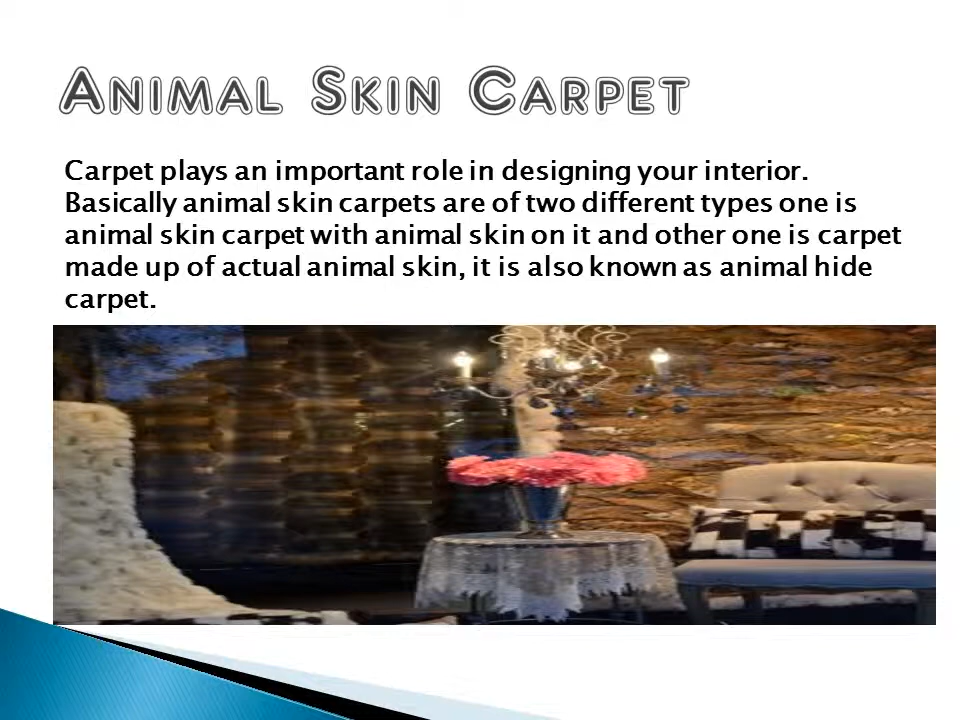 Animal Skin Carpet
Carpet plays an important role in designing your interior.
Basically animal skin carpets are of two different types one is
animal skin carpet with animal skin on it and other one is carpet
made up of actual animal skin, it is also known as animal hide
carpet.